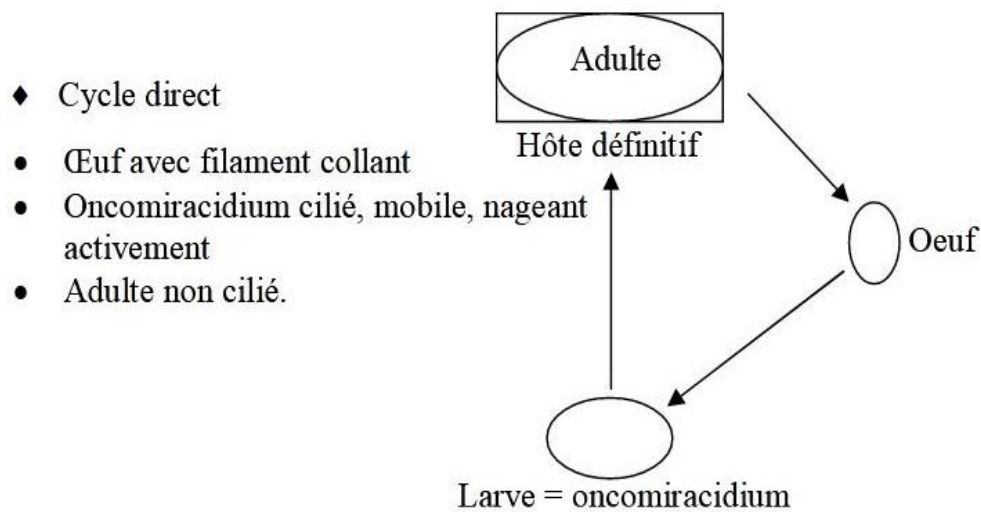 Adulte
♦ Cycle direct
Hôte définitif
• Œuf avec filament collant
• Oncomiracidium cilié, mobile, nageant
activement
• Adulte non cilié.
Oeuf
Larve = oncomiracidium